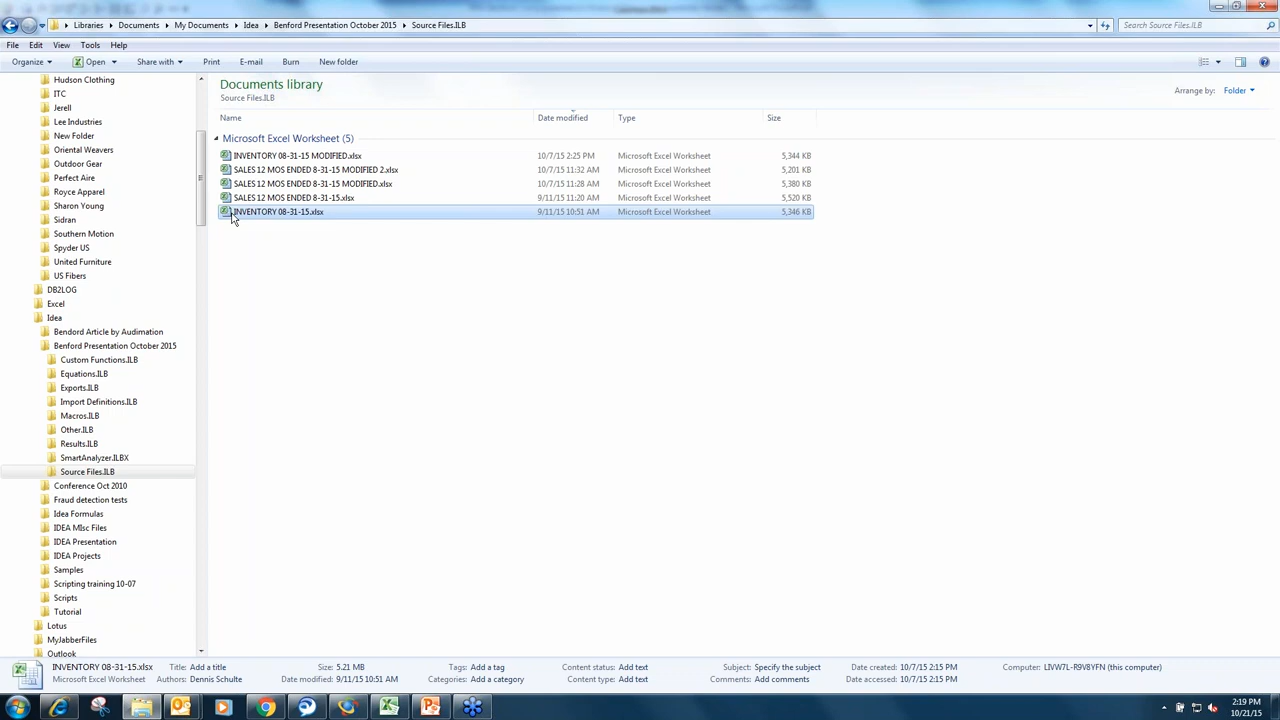 Libraries ▸ Documents ▸ My Documents ▸ Idea ▸ Benford Presentation October 2015 ▸ Source Files.ILB
Search Source Files.ILB
File Edit View Tools Help
Organize Open Share with Print E-mail Burn New folder
Documents library
Source Files.ILB
Arrange by: Folder
Name Date modified Type Size
Microsoft Excel Worksheet (5)
INVENTORY 08-31-15 MODIFIED.xlsx 10/7/15 2:25 PM Microsoft Excel Worksheet 5,344 KB
SALES 12 MOS ENDED 8-31-15 MODIFIED 2.xlsx 10/7/15 11:32 AM Microsoft Excel Worksheet 5,201 KB
SALES 12 MOS ENDED 8-31-15 MODIFIED.xlsx 10/7/15 11:28 AM Microsoft Excel Worksheet 5,380 KB
SALES 12 MOS ENDED 8-31-15.xlsx 9/11/15 11:20 AM Microsoft Excel Worksheet 5,520 KB
INVENTORY 08-31-15.xlsx 9/11/15 10:51 AM Microsoft Excel Worksheet 5,346 KB
Hudson Clothing
ITC
Jerell
Lee Industries
New Folder
Oriental Weavers
Outdoor Gear
Perfect Aire
Royce Apparel
Sharon Young
Sidran
Southern Motion
Spyder US
United Furniture
US Fibers
DB2LOG
Excel
Idea
Bendord Article by Audimation
Benford Presentation October 2015
Custom Functions.ILB
Equations.ILB
Exports.ILB
Import Definitions.ILB
Macros.ILB
Other.ILB
Results.ILB
SmartAnalyzer.ILBX
Source Files.ILB
Conference Oct 2010
Fraud detection tests
Idea Formulas
IDEA MIsc Files
IDEA Presentation
IDEA Projects
Samples
Scripting training 10-07
Scripts
Tutorial
Lotus
MyJabberFiles
Outlook
INVENTORY 08-31-15.xlsx Title: Add a title Size: 5.21 MB Tags: Add a tag Content status: Add text Subject: Specify the subject Date created: 10/7/15 2:15 PM Computer: LIVW7L-R9V8YFN (this computer)
Microsoft Excel Worksheet Authors: Dennis Schulte Date modified: 9/11/15 10:51 AM Categories: Add a category Content type: Add text Comments: Add comments Date accessed: 10/7/15 2:15 PM
2:19 PM
10/21/15